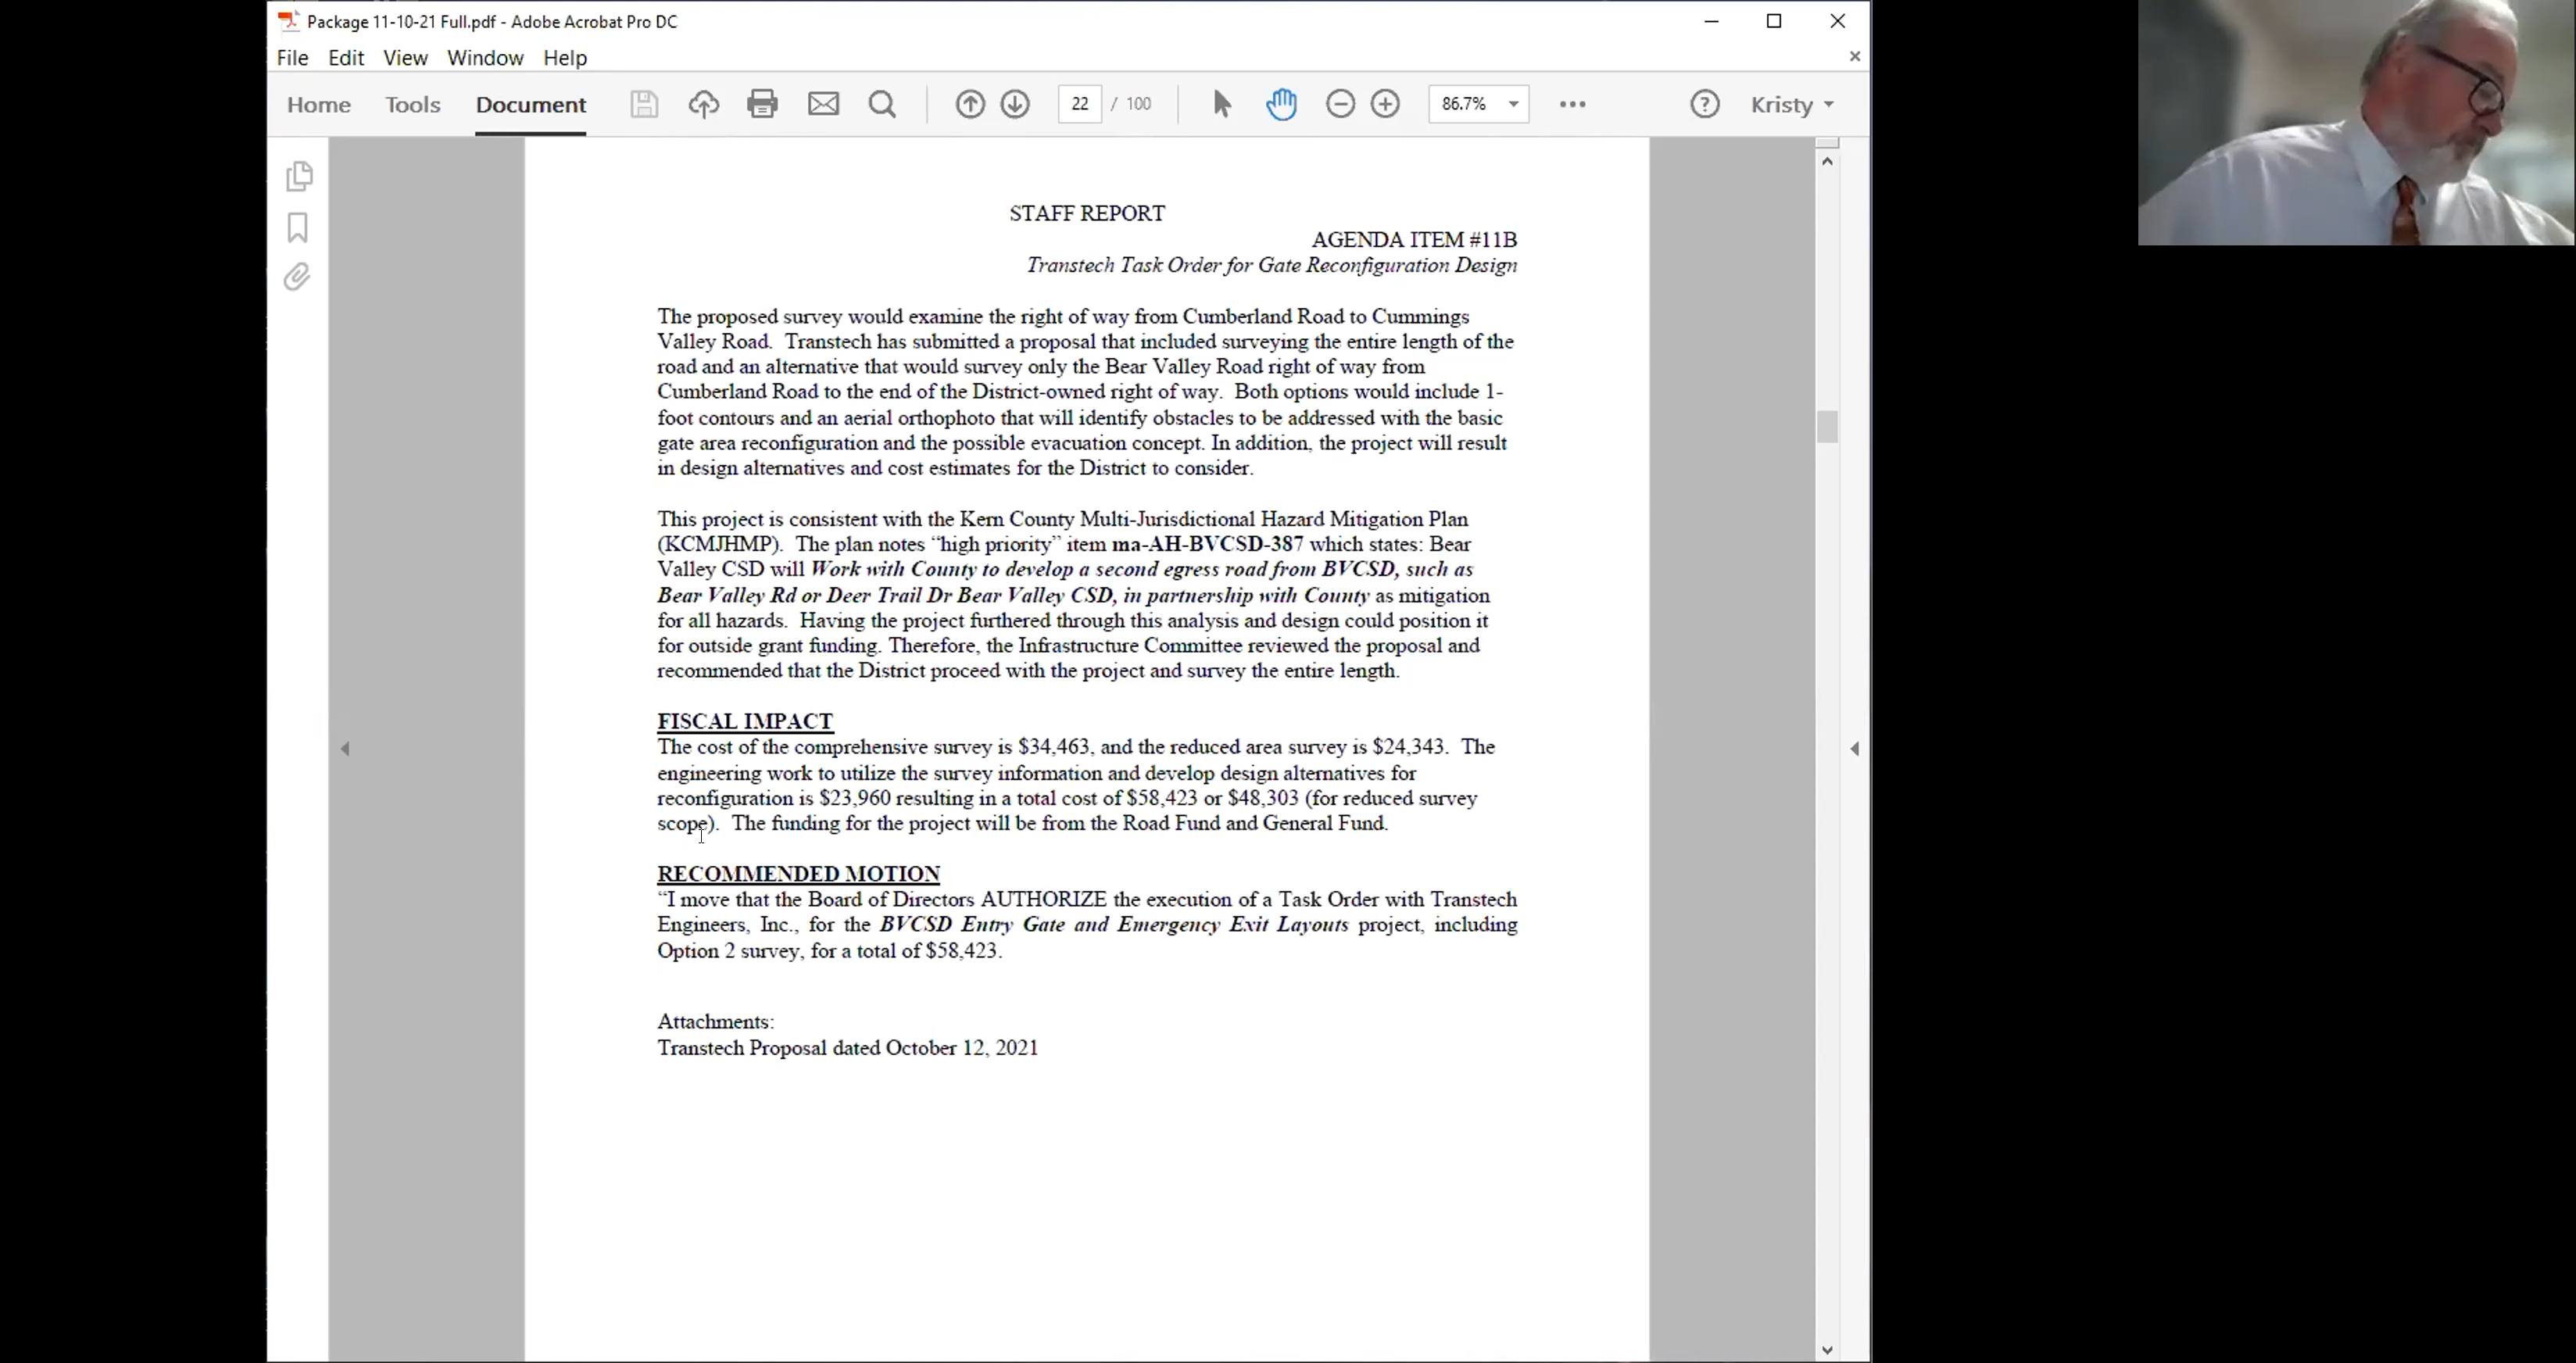 Package 11-10-21 Full.pdf - Adobe Acrobat Pro DC
File Edit View Window Help
Home Tools Document 22 / 100 86.7% Kristy
STAFF REPORT
AGENDA ITEM #11B
Transtech Task Order for Gate Reconfiguration Design
The proposed survey would examine the right of way from Cumberland Road to Cummings
Valley Road. Transtech has submitted a proposal that included surveying the entire length of the
road and an alternative that would survey only the Bear Valley Road right of way from
Cumberland Road to the end of the District-owned right of way. Both options would include 1-
foot contours and an aerial orthophoto that will identify obstacles to be addressed with the basic
gate area reconfiguration and the possible evacuation concept. In addition, the project will result
in design alternatives and cost estimates for the District to consider.
This project is consistent with the Kern County Multi-Jurisdictional Hazard Mitigation Plan
(KCMJHMP). The plan notes “high priority” item ma-AH-BVCSD-387 which states: Bear
Valley CSD will Work with County to develop a second egress road from BVCSD, such as
Bear Valley Rd or Deer Trail Dr Bear Valley CSD, in partnership with County as mitigation
for all hazards. Having the project furthered through this analysis and design could position it
for outside grant funding. Therefore, the Infrastructure Committee reviewed the proposal and
recommended that the District proceed with the project and survey the entire length.
FISCAL IMPACT
The cost of the comprehensive survey is $34,463, and the reduced area survey is $24,343. The
engineering work to utilize the survey information and develop design alternatives for
reconfiguration is $23,960 resulting in a total cost of $58,423 or $48,303 (for reduced survey
scope). The funding for the project will be from the Road Fund and General Fund.
RECOMMENDED MOTION
“I move that the Board of Directors AUTHORIZE the execution of a Task Order with Transtech
Engineers, Inc., for the BVCSD Entry Gate and Emergency Exit Layouts project, including
Option 2 survey, for a total of $58,423.
Attachments:
Transtech Proposal dated October 12, 2021